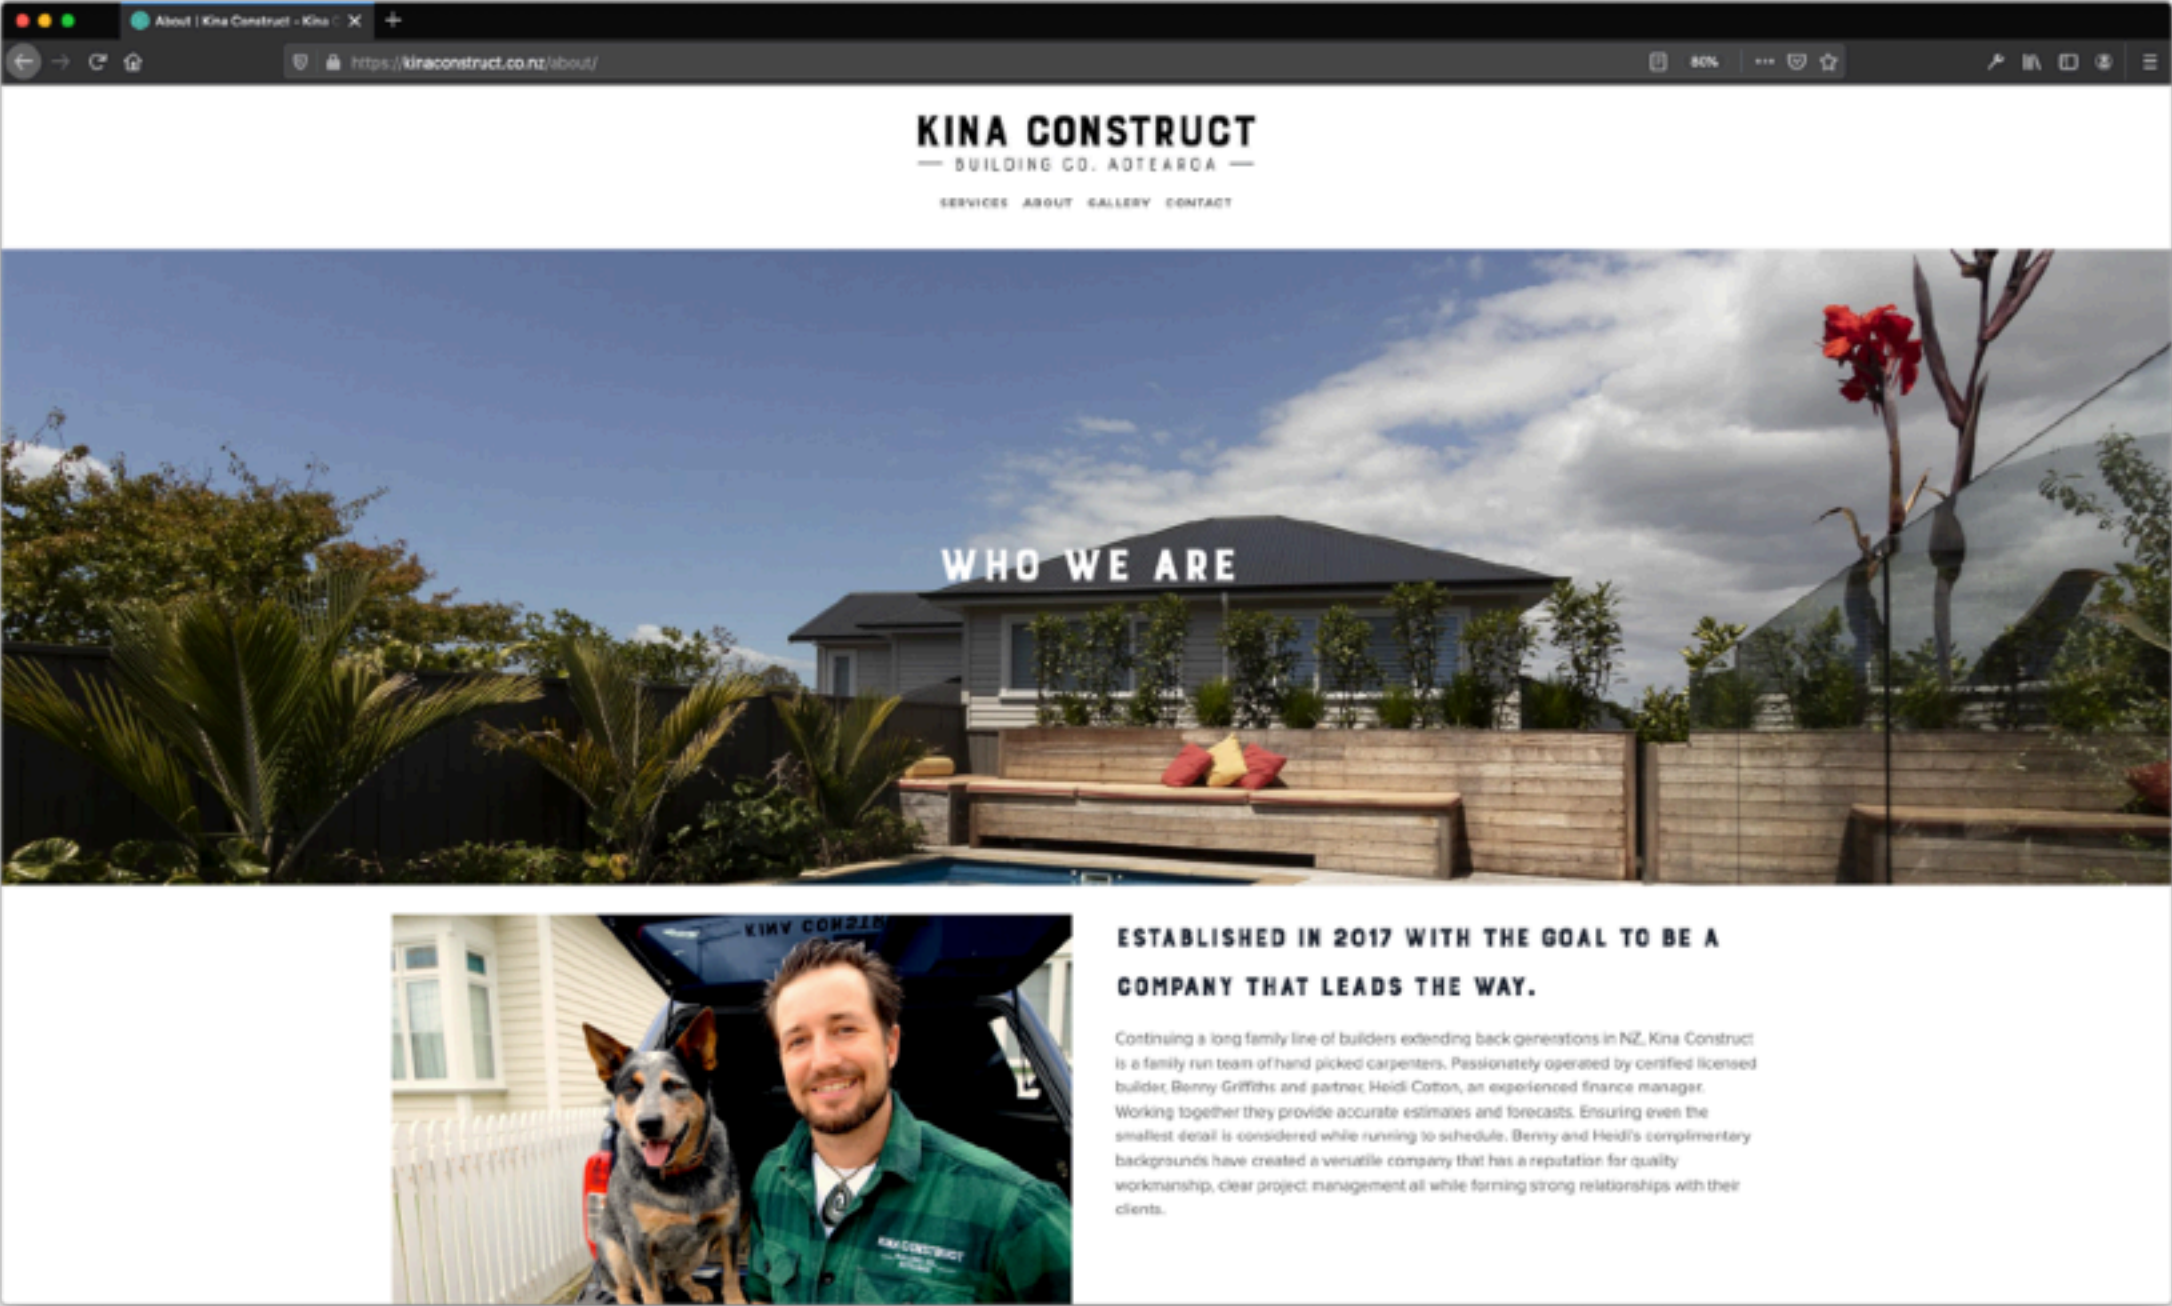 About | Kina Construct - Kina C
https://kinaconstruct.co.nz/about/
80%
KINA CONSTRUCT
BUILDING CO. AOTEAROA
SERVICES ABOUT GALLERY CONTACT
WHO WE ARE
KINA CONSTR
ESTABLISHED IN 2017 WITH THE GOAL TO BE A
COMPANY THAT LEADS THE WAY.
Continuing a long family line of builders extending back generations in NZ, Kina Construct
is a family run team of hand picked carpenters. Passionately operated by certified licensed
builder, Benny Griffiths and partner, Heidi Cotton, an experienced finance manager.
Working together they provide accurate estimates and forecasts. Ensuring even the
smallest detail is considered while running to schedule. Benny and Heidi's complimentary
backgrounds have created a versatile company that has a reputation for quality
workmanship, clear project management all while forming strong relationships with their
clients.
KINA CONSTRUCT